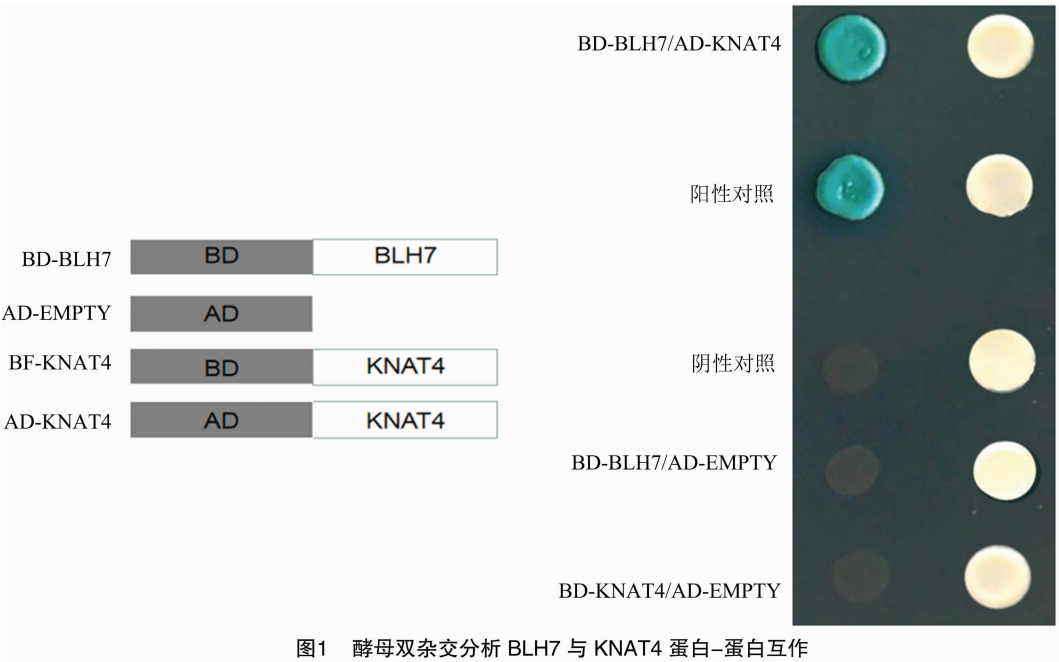 BD-BLH7/AD-KNAT4
阳性对照
BD-BLH7 BD BLH7
AD-EMPTY AD
BF-KNAT4 BD KNAT4
阴性对照
AD-KNAT4 AD KNAT4
BD-BLH7/AD-EMPTY
BD-KNAT4/AD-EMPTY
图1 酵母双杂交分析 BLH7 与 KNAT4 蛋白-蛋白互作